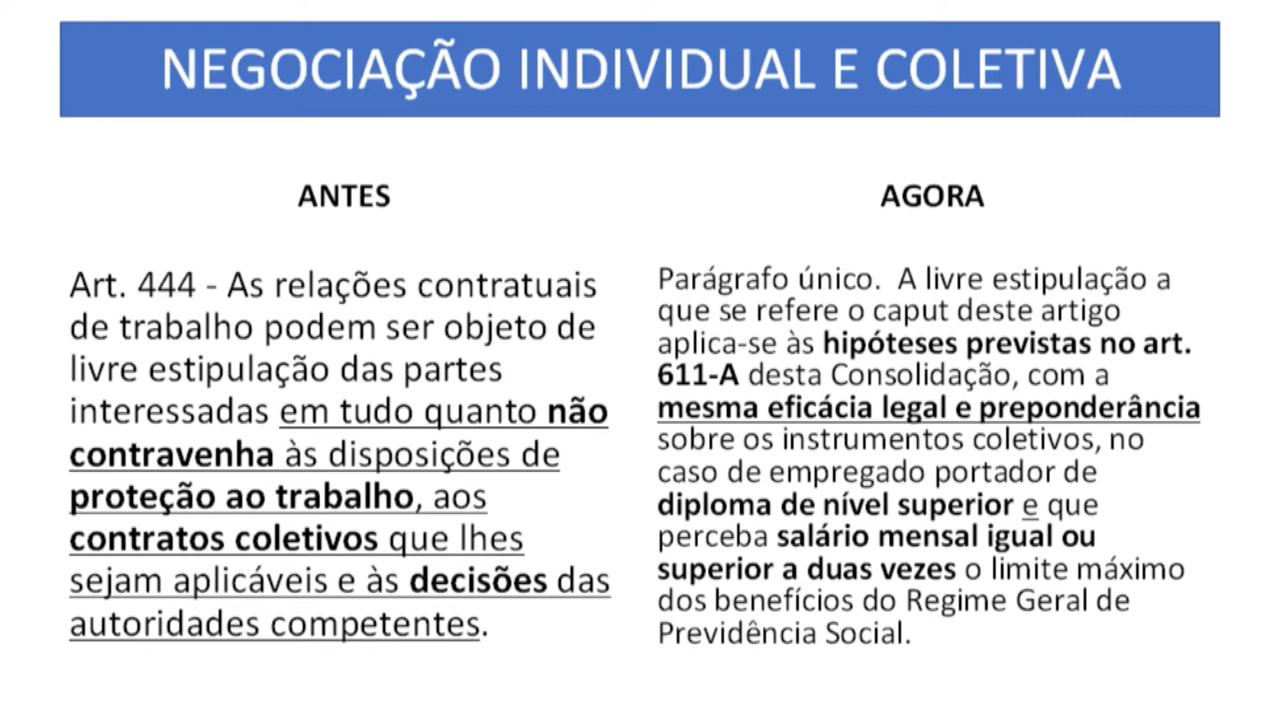 NEGOCIAÇÃO INDIVIDUAL E COLETIVA
ANTES
Art. 444 - As relações contratuais
de trabalho podem ser objeto de
livre estipulação das partes
interessadas em tudo quanto não
contravenha às disposições de
proteção ao trabalho, aos
contratos coletivos que lhes
sejam aplicáveis e às decisões das
autoridades competentes.
AGORA
Parágrafo único. A livre estipulação a
que se refere o caput deste artigo
aplica-se às hipóteses previstas no art.
611-A desta Consolidação, com a
mesma eficácia legal e preponderância
sobre os instrumentos coletivos, no
caso de empregado portador de
diploma de nível superior e que
perceba salário mensal igual ou
superior a duas vezes o limite máximo
dos benefícios do Regime Geral de
Previdência Social.